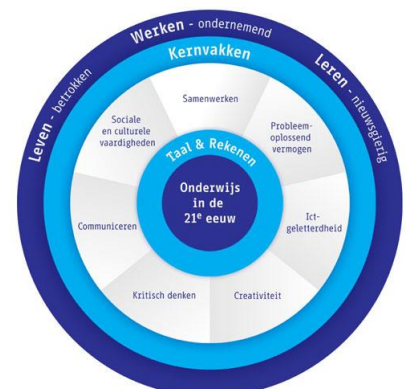 Werken - ondernemend
Leven - betrokken
Leren - nieuwsgierig
Kernvakken
Samenwerken
Sociale
en culturele
vaardigheden
Probleem-
oplossend
vermogen
Taal & Rekenen
Onderwijs
in de
21e eeuw
Communiceren
Ict-
geletterdheid
Kritisch denken
Creativiteit